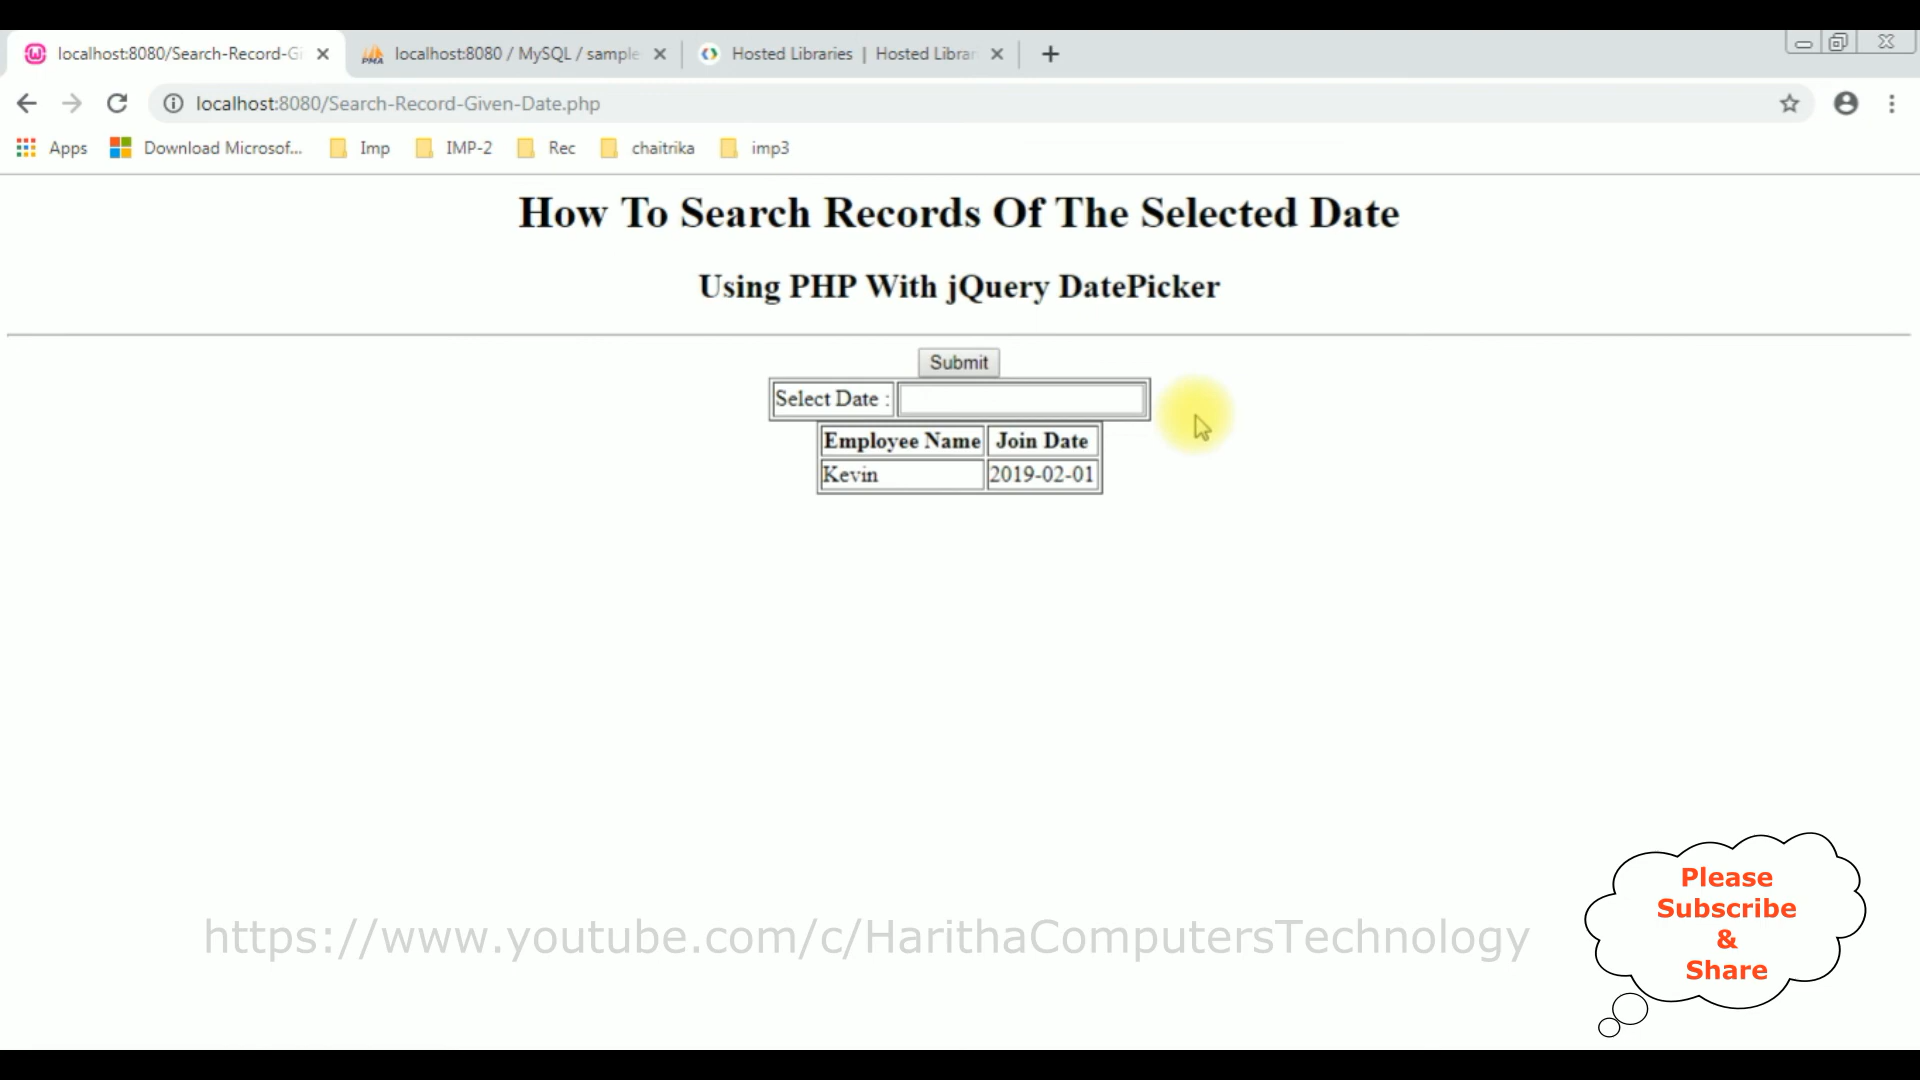 localhost:8080/Search-Record-Gi
localhost:8080 / MySQL / sample
Hosted Libraries | Hosted Librar
localhost:8080/Search-Record-Given-Date.php
Apps
Download Microsof...
Imp
IMP-2
Rec
chaitrika
imp3
How To Search Records Of The Selected Date
Using PHP With jQuery DatePicker
Submit
Select Date :
Employee Name Join Date
Kevin 2019-02-01
https://www.youtube.com/c/HarithaComputersTechnology
Please
Subscribe
&
Share